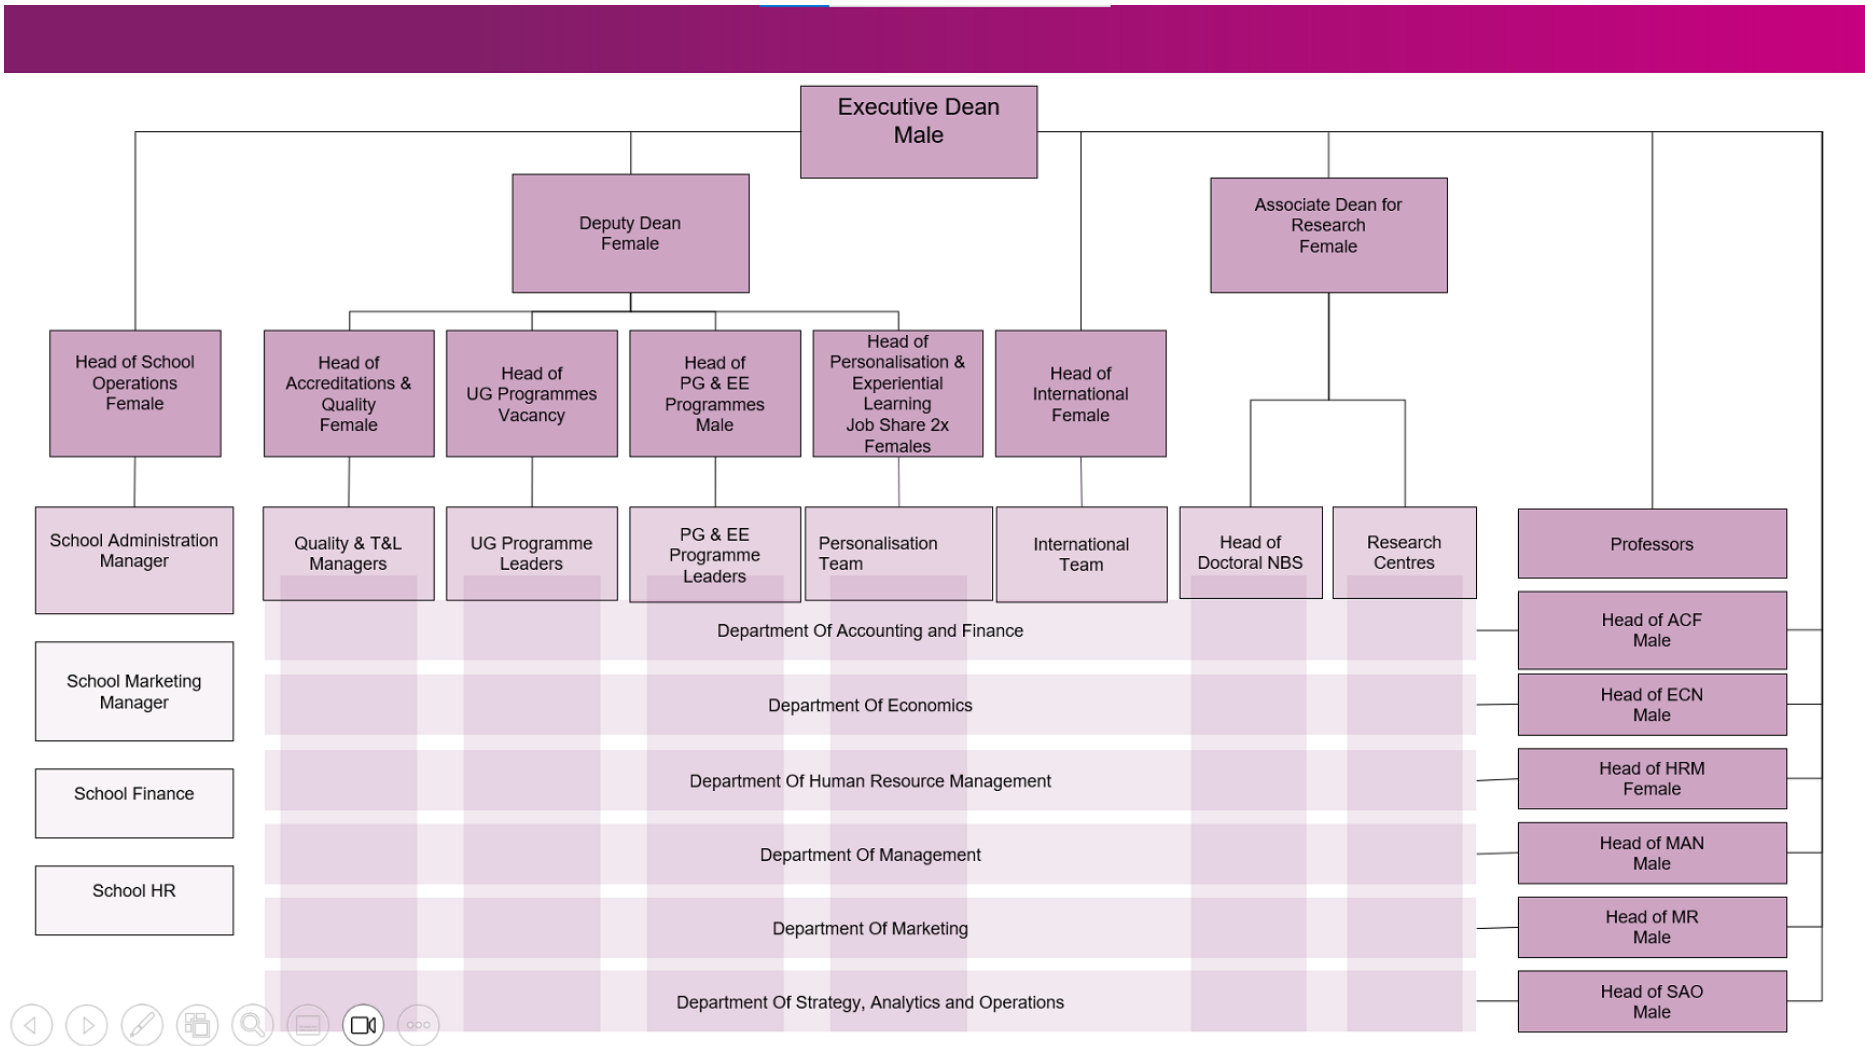 Executive Dean
Male
Deputy Dean
Female
Associate Dean for
Research
Female
Head of School
Operations
Female
Head of
Accreditations &
Quality
Female
Head of
UG Programmes
Vacancy
Head of
PG & EE
Programmes
Male
Head of
Personalisation &
Experiential
Learning
Job Share 2x
Females
Head of
International
Female
School Administration
Manager
Quality & T&L
Managers
UG Programme
Leaders
PG & EE
Programme
Leaders
Personalisation
Team
International
Team
Head of
Doctoral NBS
Research
Centres
Professors
Department Of Accounting and Finance
Head of ACF
Male
School Marketing
Manager
Department Of Economics
Head of ECN
Male
School Finance
Department Of Human Resource Management
Head of HRM
Female
Department Of Management
Head of MAN
Male
School HR
Department Of Marketing
Head of MR
Male
Department Of Strategy, Analytics and Operations
Head of SAO
Male